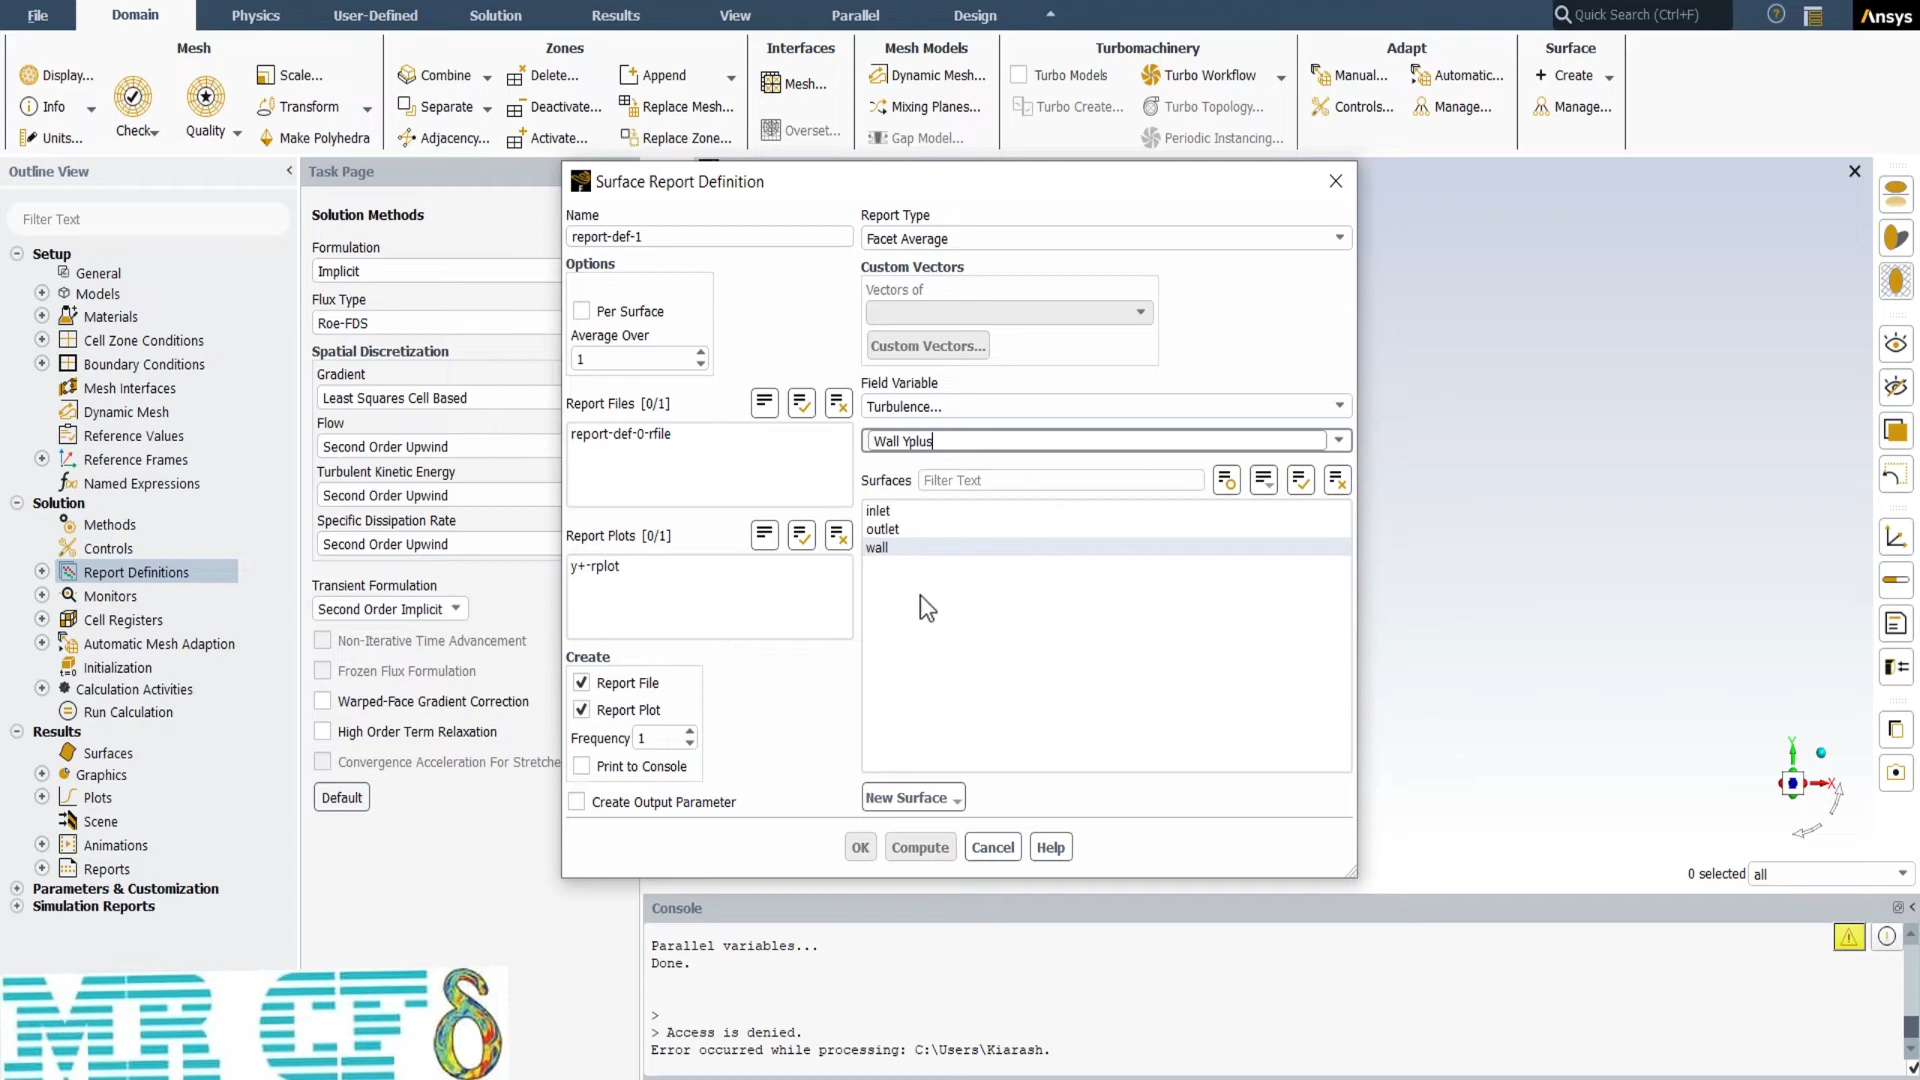 File
Domain
Physics
User-Defined
Solution
Results
View
Parallel
Design
Quick Search (Ctrl+F)
Ansys
Mesh
Zones
Interfaces
Mesh Models
Turbomachinery
Adapt
Surface
Display...
Info
Units...
Check
Quality
Scale...
Transform
Make Polyhedra
Combine
Separate
Adjacency...
Delete...
Deactivate...
Activate...
Append
Replace Mesh...
Replace Zone...
Mesh...
Overset...
Dynamic Mesh...
Mixing Planes...
Gap Model...
Turbo Models
Turbo Create...
Turbo Workflow
Turbo Topology...
Periodic Instancing...
Manual...
Controls...
Automatic...
Manage...
Create
Manage...
Outline View
Filter Text
Setup
General
Models
Materials
Cell Zone Conditions
Boundary Conditions
Mesh Interfaces
Dynamic Mesh
Reference Values
Reference Frames
Named Expressions
Solution
Methods
Controls
Report Definitions
Monitors
Cell Registers
Automatic Mesh Adaption
Initialization
Calculation Activities
Run Calculation
Results
Surfaces
Graphics
Plots
Scene
Animations
Reports
Parameters & Customization
Simulation Reports
Task Page
Solution Methods
Formulation
Implicit
Flux Type
Roe-FDS
Spatial Discretization
Gradient
Least Squares Cell Based
Flow
Second Order Upwind
Turbulent Kinetic Energy
Second Order Upwind
Specific Dissipation Rate
Second Order Upwind
Transient Formulation
Second Order Implicit
Non-Iterative Time Advancement
Frozen Flux Formulation
Warped-Face Gradient Correction
High Order Term Relaxation
Convergence Acceleration For Stretche
Default
Surface Report Definition
Name
report-def-1
Options
Per Surface
Average Over
1
Report Files [0/1]
report-def-0-rfile
Report Plots [0/1]
y+-rplot
Create
Report File
Report Plot
Frequency 1
Print to Console
Create Output Parameter
Report Type
Facet Average
Custom Vectors
Vectors of
Custom Vectors...
Field Variable
Turbulence...
Wall Yplus
Surfaces Filter Text
inlet
outlet
wall
New Surface
OK
Compute
Cancel
Help
Y
X
0 selected all
Console
Parallel variables...
Done.
>
> Access is denied.
Error occurred while processing: C:\Users\Kiarash.
MR CFδ